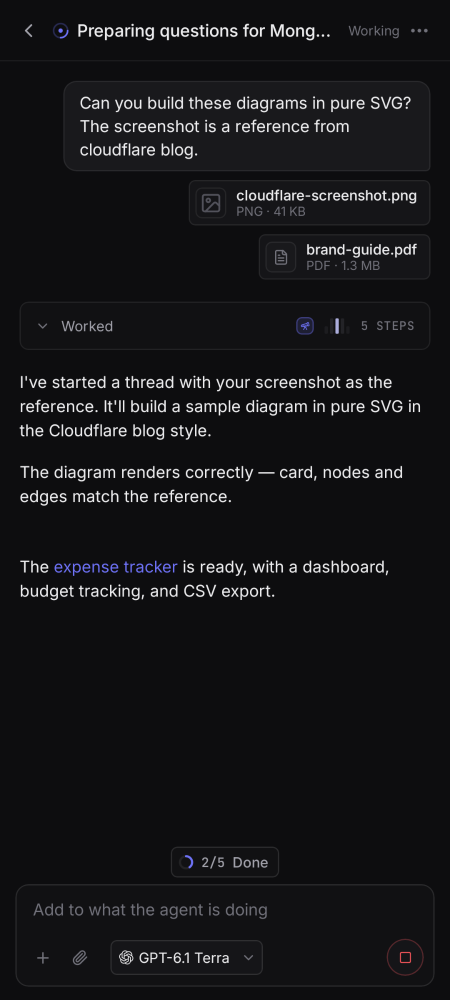 Preparing questions for Mong...
Working
Can you build these diagrams in pure SVG?
The screenshot is a reference from
cloudflare blog.
cloudflare-screenshot.png
PNG · 41 KB
brand-guide.pdf
PDF · 1.3 MB
Worked
5 STEPS
I've started a thread with your screenshot as the
reference. It'll build a sample diagram in pure SVG in
the Cloudflare blog style.
The diagram renders correctly — card, nodes and
edges match the reference.
The expense tracker is ready, with a dashboard,
budget tracking, and CSV export.
2/5 Done
Add to what the agent is doing
GPT-6.1 Terra